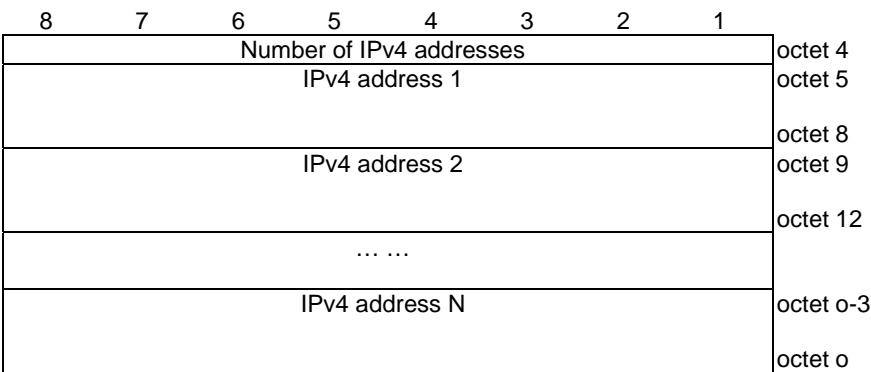 8 7 6 5 4 3 2 1
Number of IPv4 addresses octet 4
IPv4 address 1 octet 5
octet 8
IPv4 address 2 octet 9
octet 12
… …
IPv4 address N octet o-3
octet o